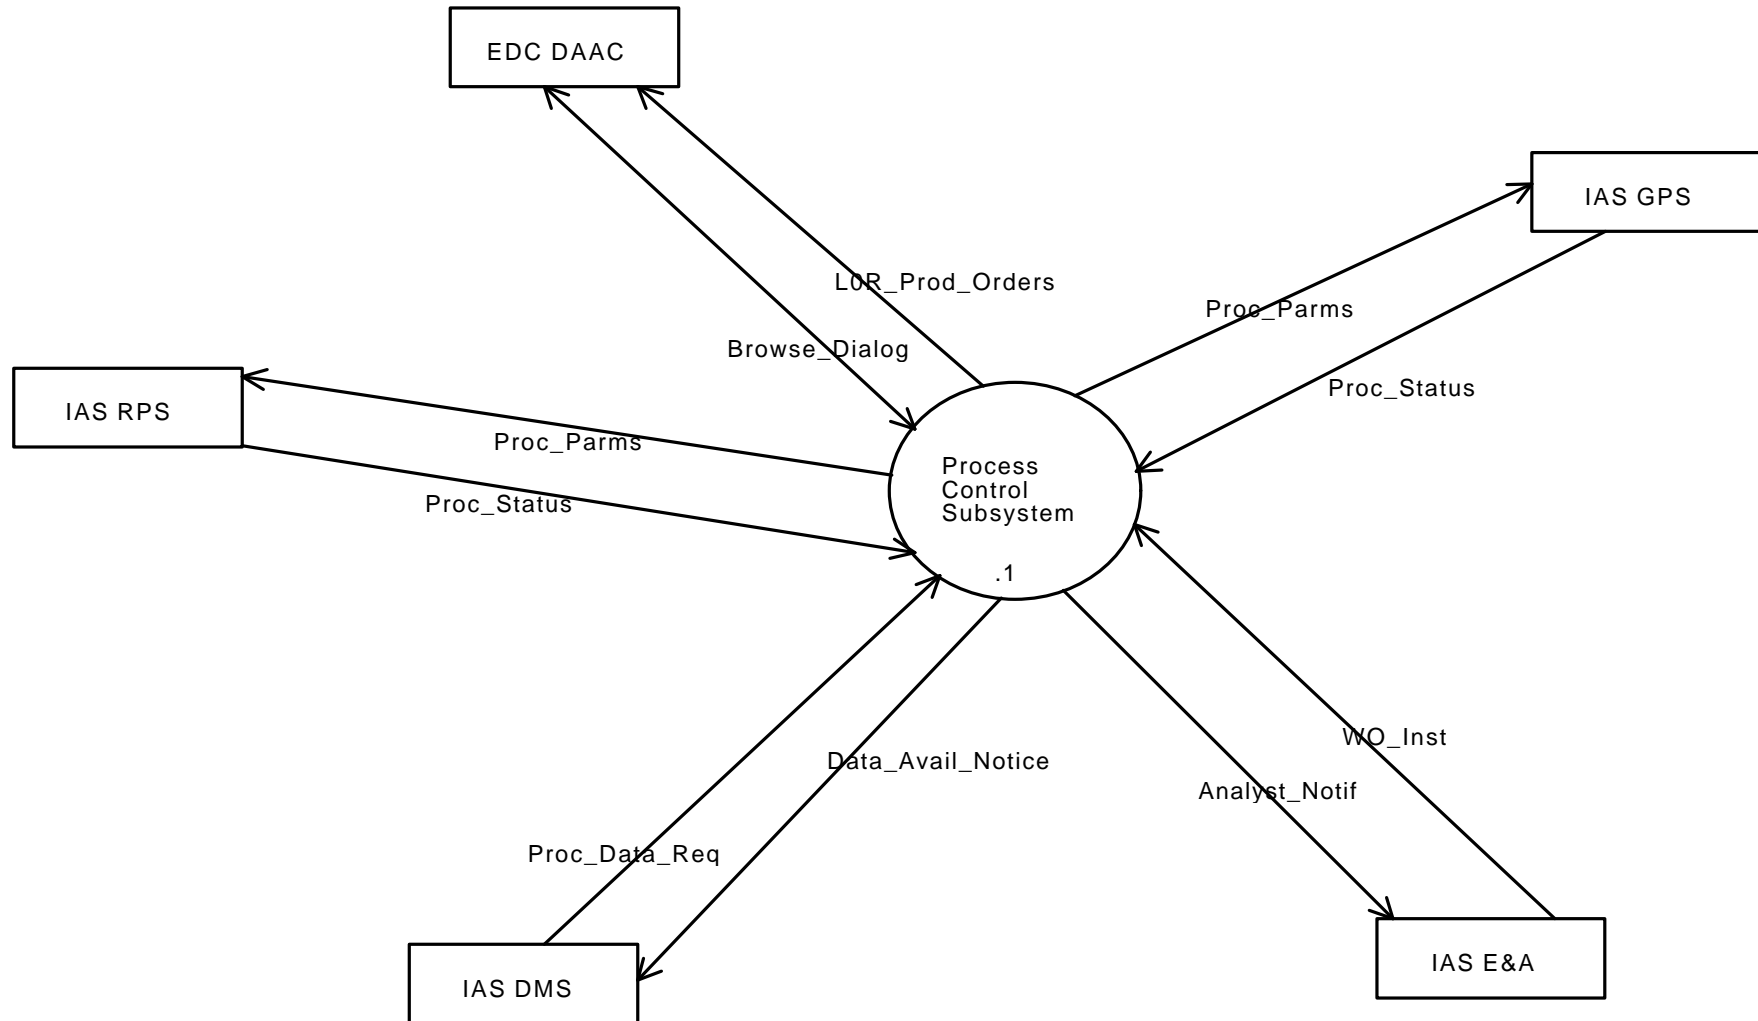 EDC DAAC
IAS GPS
L0R_Prod_Orders
Proc_Parms
Browse_Dialog
Proc_Status
IAS RPS
Proc_Parms
Process
Control
Subsystem
.1
Proc_Status
WO_Inst
Data_Avail_Notice
Analyst_Notif
Proc_Data_Req
IAS E&A
IAS DMS